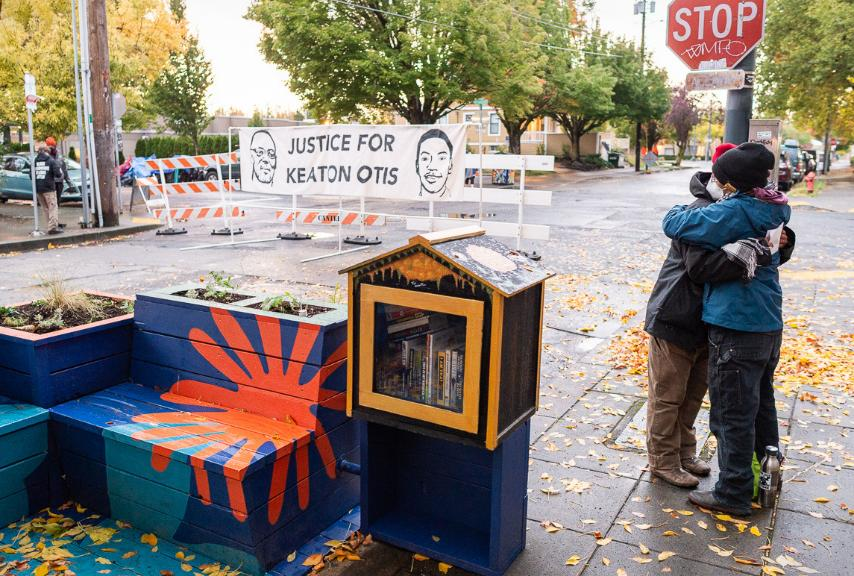 STOP
JUSTICE FOR
KEATON OTIS